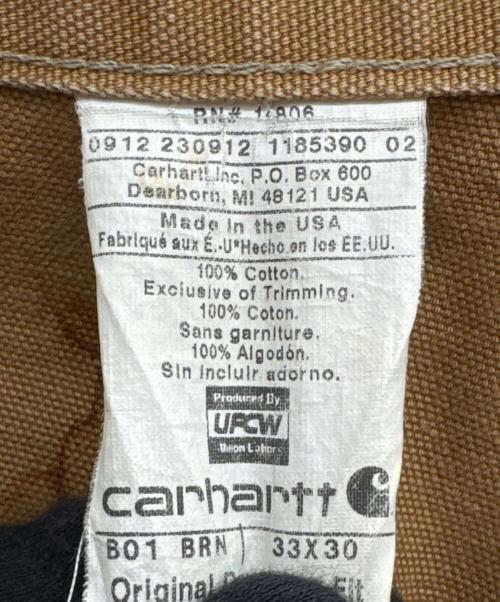 RN# 14806
0912 230912 1185390 02
Carhartt Inc. P.O. Box 600
Dearborn, MI 48121 USA
Made in the USA
Fabriqué aux É.-U*Hecho en los EE.UU.
100% Cotton.
Exclusive of Trimming.
100% Coton.
Sans garniture.
100% Algodón.
Sin incluir adorno.
Produced By
UFCW
Union Labor
carhartt
B01 BRN 33X30
Original Fit